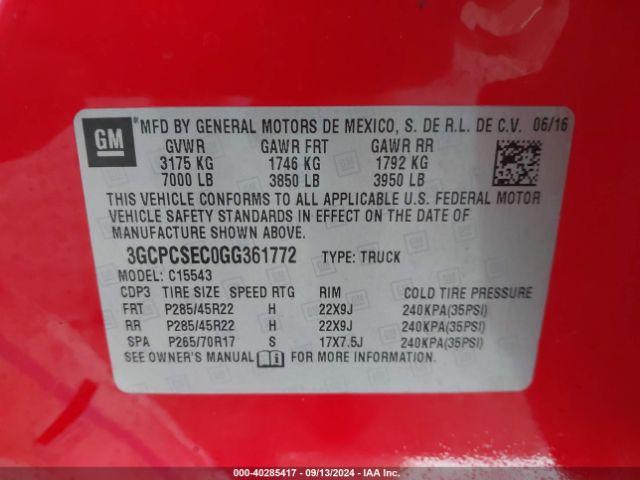 GM
*MFD BY GENERAL MOTORS DE MEXICO, S. DE R.L. DE C.V. 06/16
GVWR GAWR FRT GAWR RR
3175 KG 1746 KG 1792 KG
7000 LB 3850 LB 3950 LB
THIS VEHICLE CONFORMS TO ALL APPLICABLE U.S. FEDERAL MOTOR
VEHICLE SAFETY STANDARDS IN EFFECT ON THE DATE OF
MANUFACTURE SHOWN ABOVE.
3GCPCSEC0GG361772 TYPE: TRUCK
MODEL: C15543
CDP3 TIRE SIZE SPEED RTG RIM COLD TIRE PRESSURE
FRT P285/45R22 H 22X9J 240KPA(35PSI)
RR P285/45R22 H 22X9J 240KPA(35PSI)
SPA P265/70R17 S 17X7.5J 240KPA(35PSI)
SEE OWNER'S MANUAL FOR MORE INFORMATION.
000-40285417 - 09/13/2024 - IAAI.COM